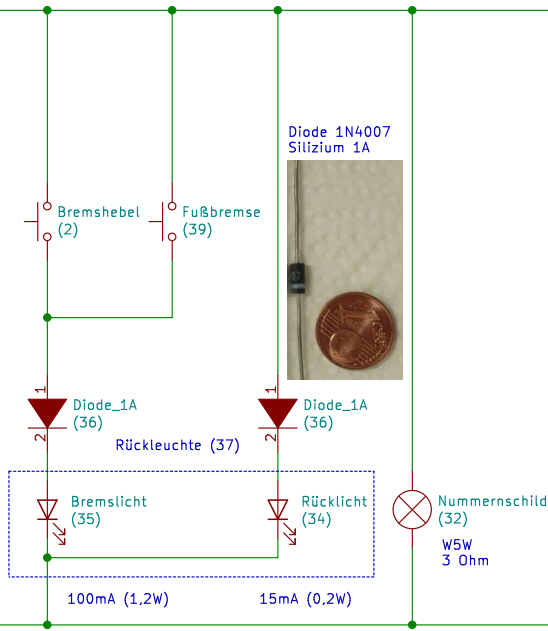 Diode 1N4007
Silizium 1A
Bremshebel
(2)
Fußbremse
(39)
1
Diode_1A
(36)
2
1
Diode_1A
(36)
2
Rückleuchte (37)
Bremslicht
(35)
Rücklicht
(34)
Nummernschild
(32)
W5W
3 Ohm
100mA (1,2W)
15mA (0,2W)